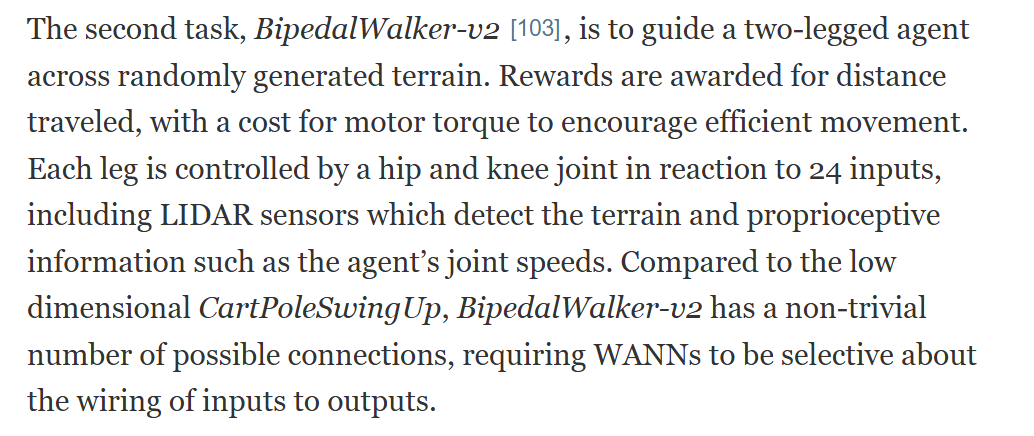 The second task, BipedalWalker-v2 [103], is to guide a two-legged agent
across randomly generated terrain. Rewards are awarded for distance
traveled, with a cost for motor torque to encourage efficient movement.
Each leg is controlled by a hip and knee joint in reaction to 24 inputs,
including LIDAR sensors which detect the terrain and proprioceptive
information such as the agent’s joint speeds. Compared to the low
dimensional CartPoleSwingUp, BipedalWalker-v2 has a non-trivial
number of possible connections, requiring WANNs to be selective about
the wiring of inputs to outputs.